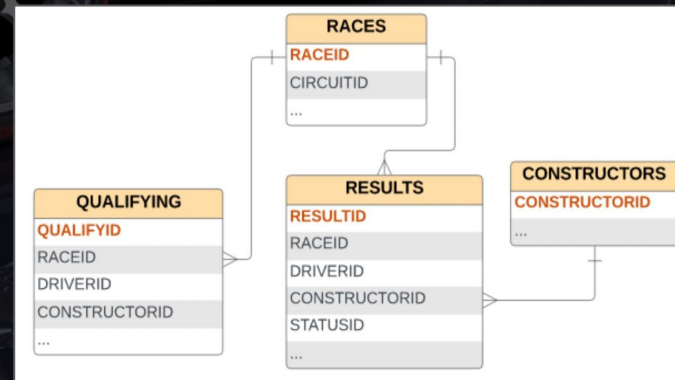 RACES
RACEID
CIRCUITID
...
QUALIFYING
QUALIFYID
RACEID
DRIVERID
CONSTRUCTORID
...
RESULTS
RESULTID
RACEID
DRIVERID
CONSTRUCTORID
STATUSID
...
CONSTRUCTORS
CONSTRUCTORID
...